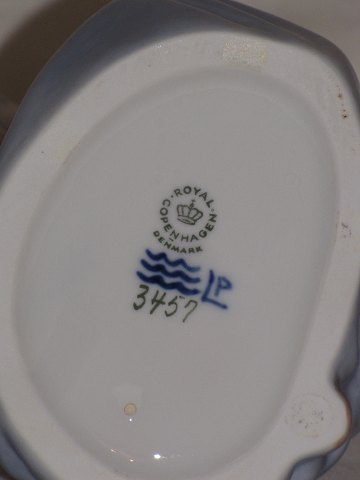 ROYAL
COPENHAGEN
DENMARK
LP
3457